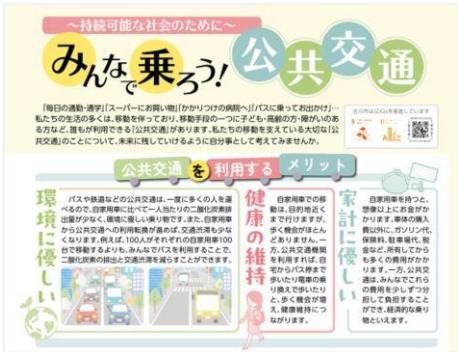 ～持続可能な社会のために～
みんなで乗ろう！公共交通
「毎日の通勤・通学」「スーパーにお買い物」「かかりつけの病院へ」「バスに乗ってお出かけ」…
私たちの生活の多くは、移動を伴っており、移動手段の一つに子ども・高齢の方・障がいのあ
る方など、誰もが利用できる「公共交通」があります。私たちの移動を支えている大切な「公
共交通」のことについて、未来に残していけるように自分事として考えてみませんか。
公共交通を利用するメリット
環境に優しい
バスや鉄道などの公共交通は、一度に多くの人を運
べるので、自家用車に比べて一人当たりの二酸化炭素排
出量が少なく、環境に優しい乗り物です。また、自家用車
から公共交通への利用転換が進めば、交通渋滞も少な
くなります。例えば、100人がそれぞれの自家用車100
台で移動するよりも、みんなでバスを利用することで、
二酸化炭素の排出と交通渋滞を減らすことができます。
健康の維持
自家用車での移
動は、目的地近く
まで行けますが、
歩く機会がほと
んどありません。一
方、公共交通機関
を利用すれば、自
宅からバス停まで
歩いたり電車の乗
り換えで歩いたり
と、歩く機会が増
え、健康維持につ
ながります。
家計に優しい
自家用車を持つと、
想像以上にお金がか
かります。車体の購入
費以外に、ガソリン代、
保険料、駐車場代、税
金など、所有してから
も多くの費用がかか
ります。一方、公共交
通は、みんなでこれら
の費用を少しずつ分
担して負担すること
ができ、経済的な乗り
物といえます。